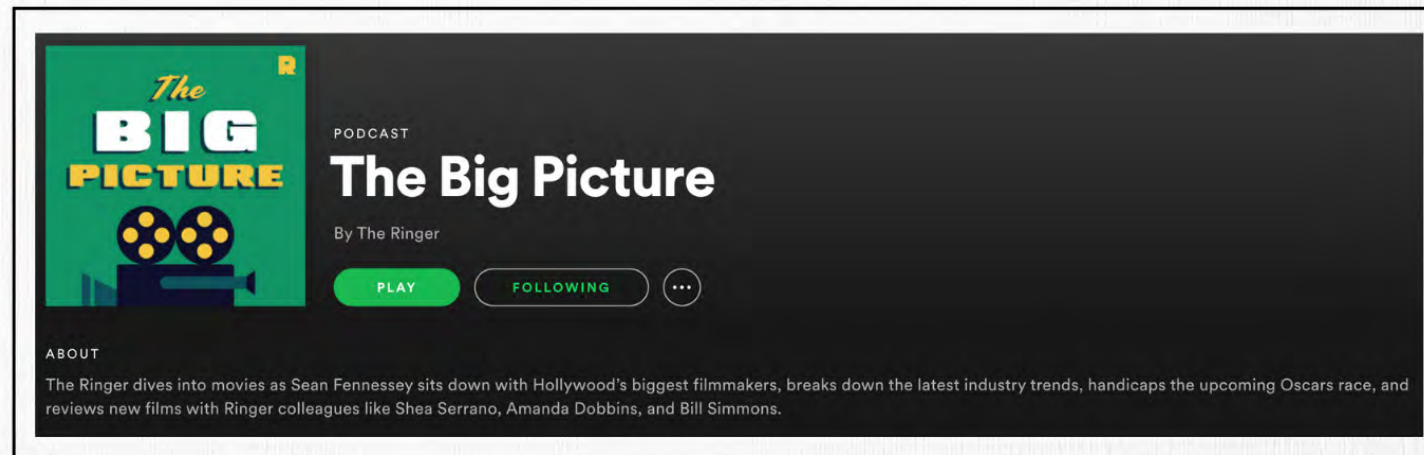 R
The
BIG
PICTURE
PODCAST
The Big Picture
By The Ringer
PLAY
FOLLOWING
ABOUT
The Ringer dives into movies as Sean Fennessey sits down with Hollywood’s biggest filmmakers, breaks down the latest industry trends, handicaps the upcoming Oscars race, and
reviews new films with Ringer colleagues like Shea Serrano, Amanda Dobbins, and Bill Simmons.